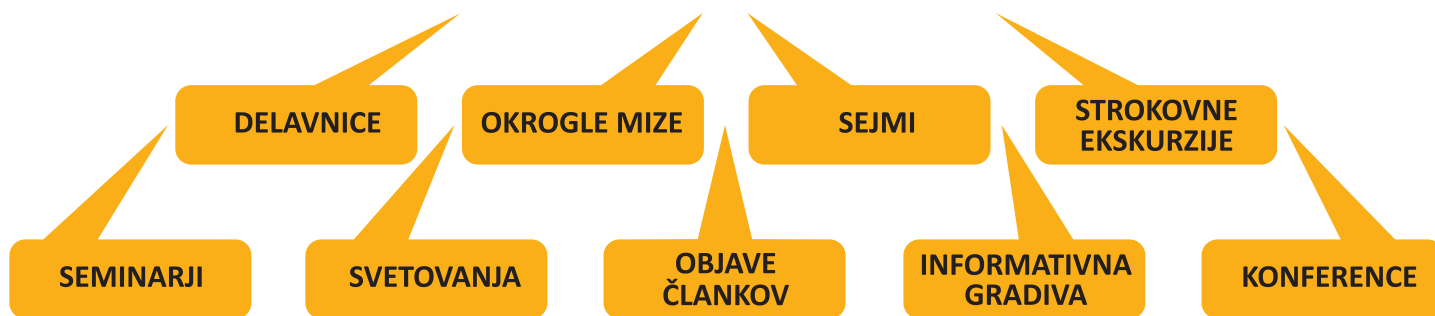 DELAVNICE
OKROGLE MIZE
SEJMI
STROKOVNE
EKSKURZIJE
SEMINARJI
SVETOVANJA
OBJAVE
ČLANKOV
INFORMATIVNA
GRADIVA
KONFERENCE